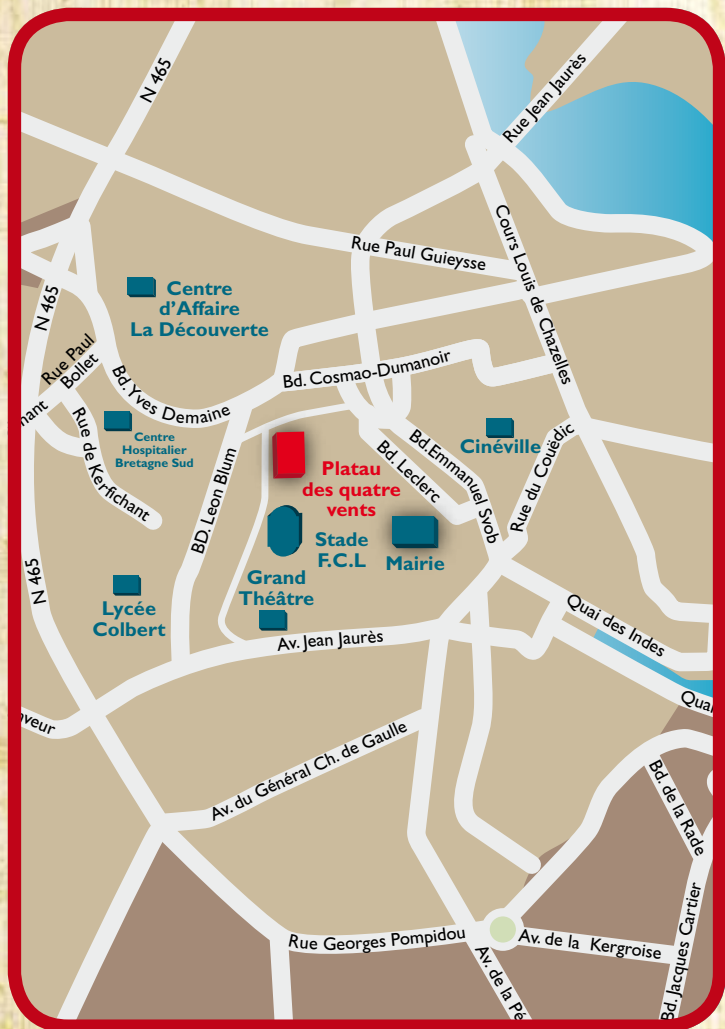 N 465
Rue Jean Jaurès
Cours Louis de Chazelles
Rue Paul Guieysse
Centre
d'Affaire
La Découverte
N 465
Rue Paul
Bollet
Bd. Yves Demaine
Bd. Cosmao-Dumanoir
Rue de Kerfichant
Centre
Hospitalier
Bretagne Sud
BD. Leon Blum
Platau
des quatre
vents
Bd. Leclerc
Bd.Emmanuel Svob
Cinéville
Rue du Couëdic
Stade
F.C.L
Mairie
Grand
Théâtre
N 465
Lycée
Colbert
Av. Jean Jaurès
Quai des Indes
Quai
Av. du Général Ch. de Gaulle
Bd. de la Rade
Rue Georges Pompidou
Av. de la Kergroise
Av. de la
Bd. Jacques Cartier